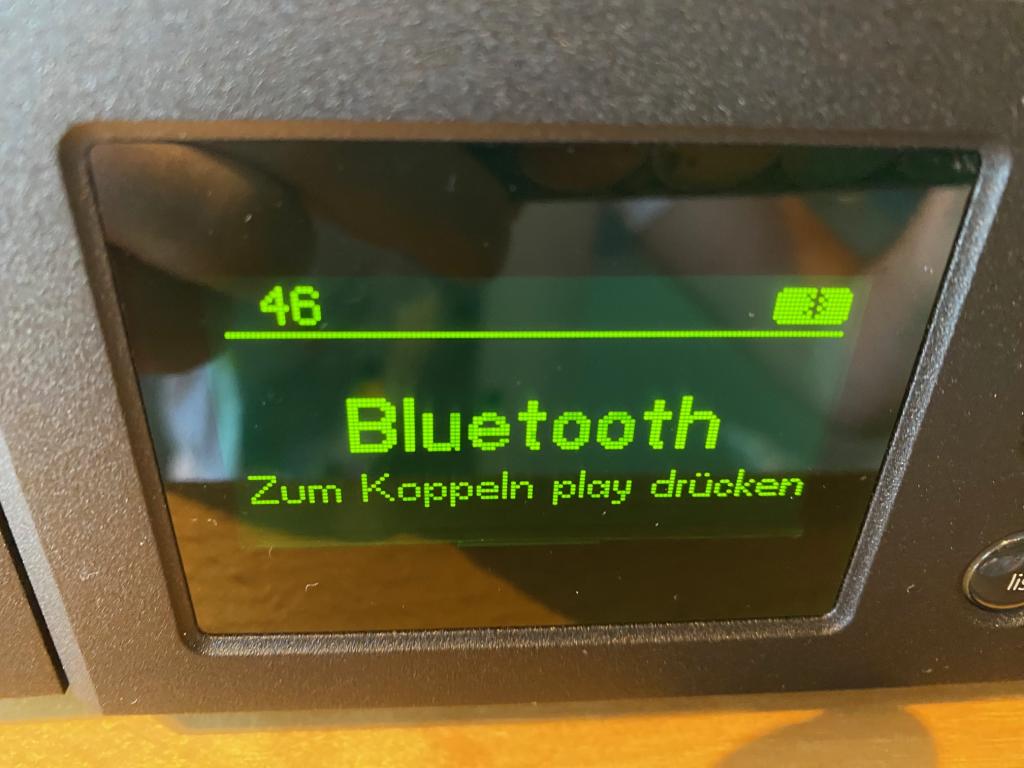 46
Bluetooth
Zum Koppeln play drücken